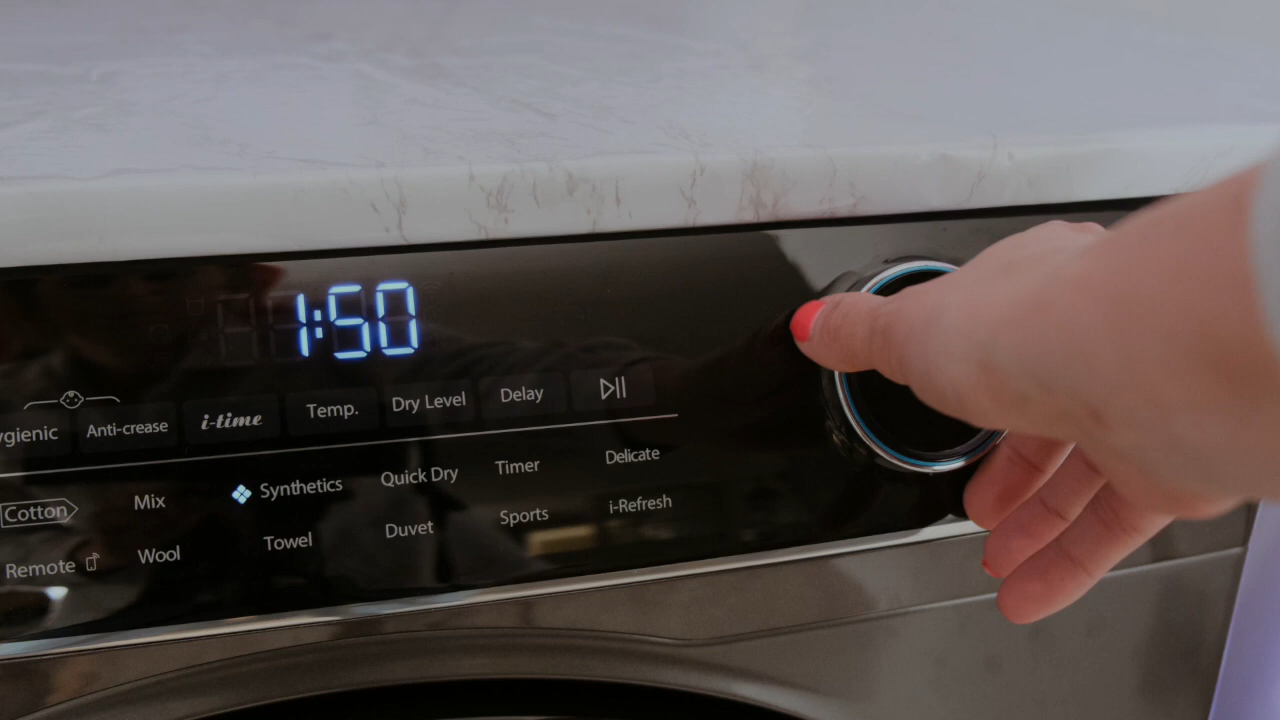 1:50
Anti-crease i-time Temp. Dry Level Delay
Cotton Mix Synthetics Quick Dry Timer Delicate
Remote Wool Towel Duvet Sports i-Refresh